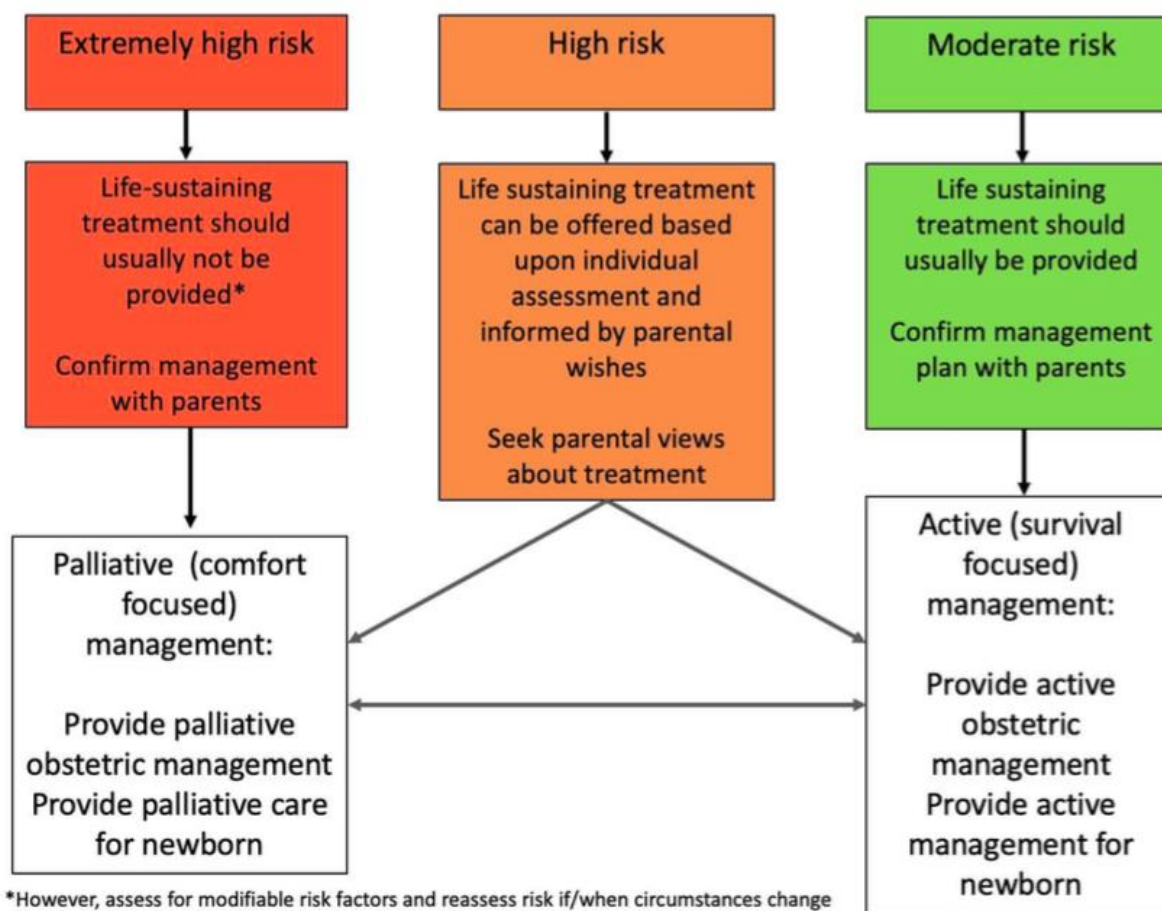 Extremely high risk
High risk
Moderate risk
Life-sustaining
treatment should
usually not be
provided*
Confirm management
with parents
Life sustaining treatment
can be offered based
upon individual
assessment and
informed by parental
wishes
Seek parental views
about treatment
Life sustaining
treatment should
usually be provided
Confirm management
plan with parents
Palliative (comfort
focused)
management:
Provide palliative
obstetric management
Provide palliative care
for newborn
Active (survival
focused)
management:
Provide active
obstetric
management
Provide active
management for
newborn
*However, assess for modifiable risk factors and reassess risk if/when circumstances change